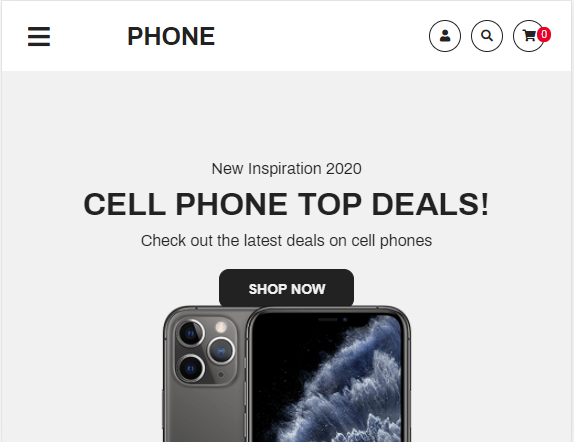 PHONE
0
New Inspiration 2020
CELL PHONE TOP DEALS!
Check out the latest deals on cell phones
SHOP NOW